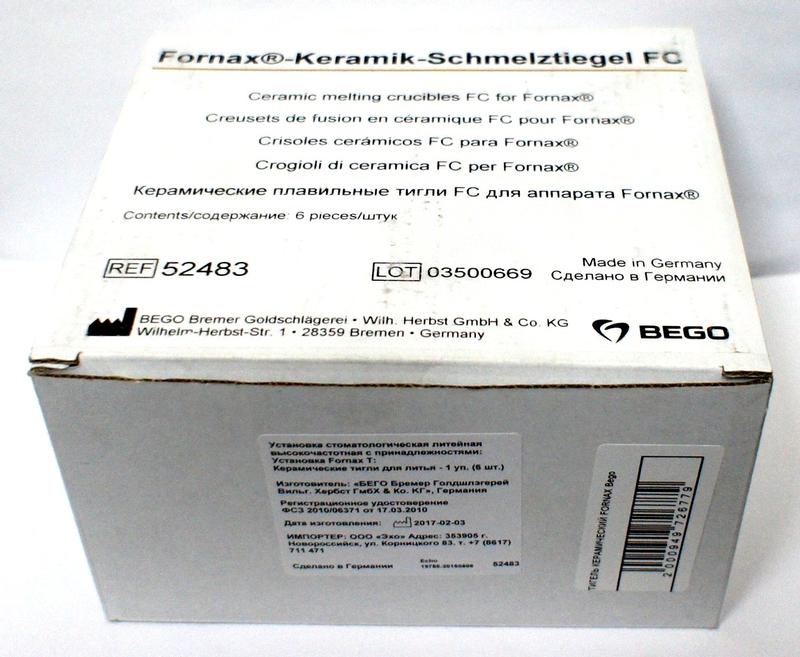 Fornax®-Keramik-Schmelztiegel FC
Ceramic melting crucibles FC for Fornax®
Creusets de fusion en céramique FC pour Fornax®
Crisoles cerámicos FC para Fornax®
Crogioli di ceramica FC per Fornax®
Керамические плавильные тигли FC для аппарата Fornax®
Contents/содержание: 6 pieces/штук
REF 52483
LOT 03500669
Made in Germany
Сделано в Германии
BEGO Bremer Goldschlägerei • Wilh. Herbst GmbH & Co. KG
Wilhelm-Herbst-Str. 1 • 28359 Bremen • Germany
BEGO
Установка стоматологическая литейная
высокочастотная с принадлежностями:
Установка Fornax T:
Керамические тигли для литья - 1 уп. (6 шт.)
Изготовитель: «БЕГО Бремер Голдшлэгерей
Вильг. Хербст ГмбХ & Ко. КГ», Германия
Регистрационное удостоверение
ФСЗ 2010/06371 от 17.03.2010
Дата изготовления: 2017-02-03
ИМПОРТЕР: ООО «Эхо» Адрес: 353905 г.
Новороссийск, ул. Корницкого 83. т. +7 (8617)
711 471
Сделано в Германии
Echo
52483
ТИГЕЛЬ КЕРАМИЧЕСКИЙ FORNAX Bego
2 000949 726779